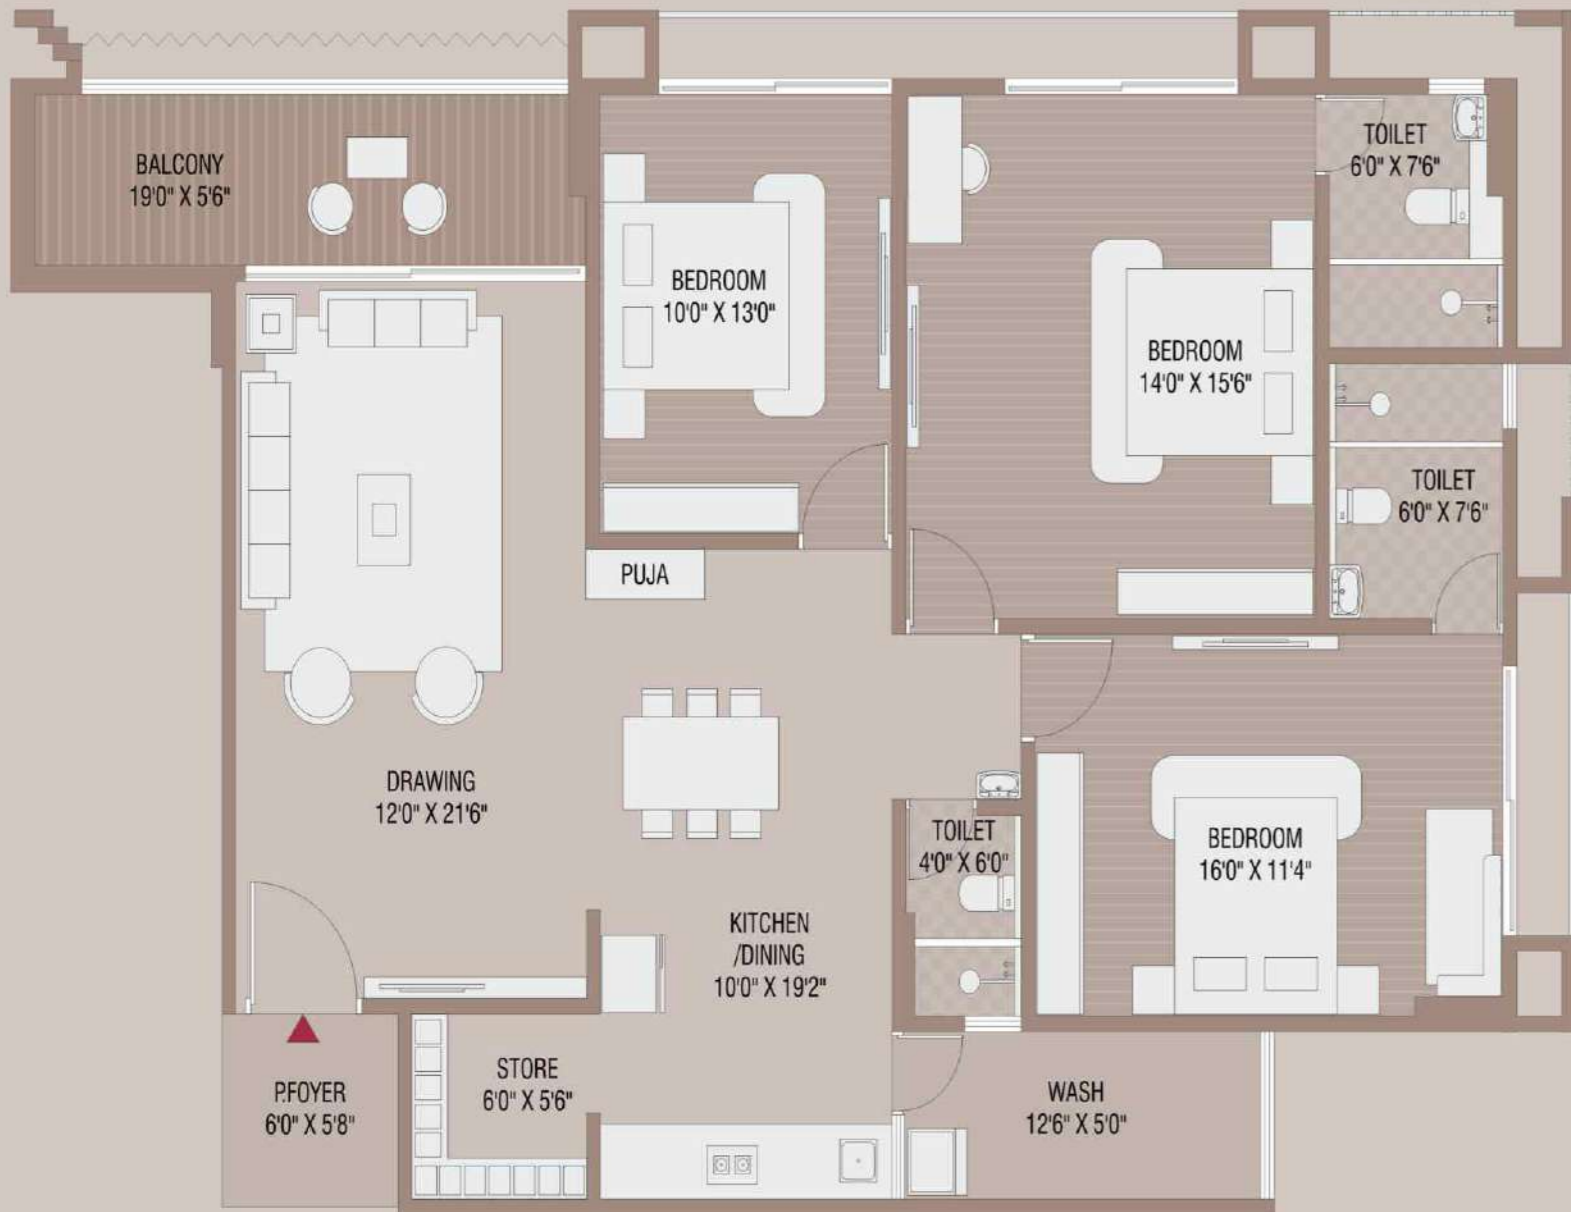 BALCONY
19'0" X 5'6"
TOILET
6'0" X 7'6"
BEDROOM
10'0" X 13'0"
BEDROOM
14'0" X 15'6"
TOILET
6'0" X 7'6"
PUJA
DRAWING
12'0" X 21'6"
TOILET
4'0" X 6'0"
BEDROOM
16'0" X 11'4"
KITCHEN
/DINING
10'0" X 19'2"
STORE
6'0" X 5'6"
P.FOYER
6'0" X 5'8"
WASH
12'6" X 5'0"